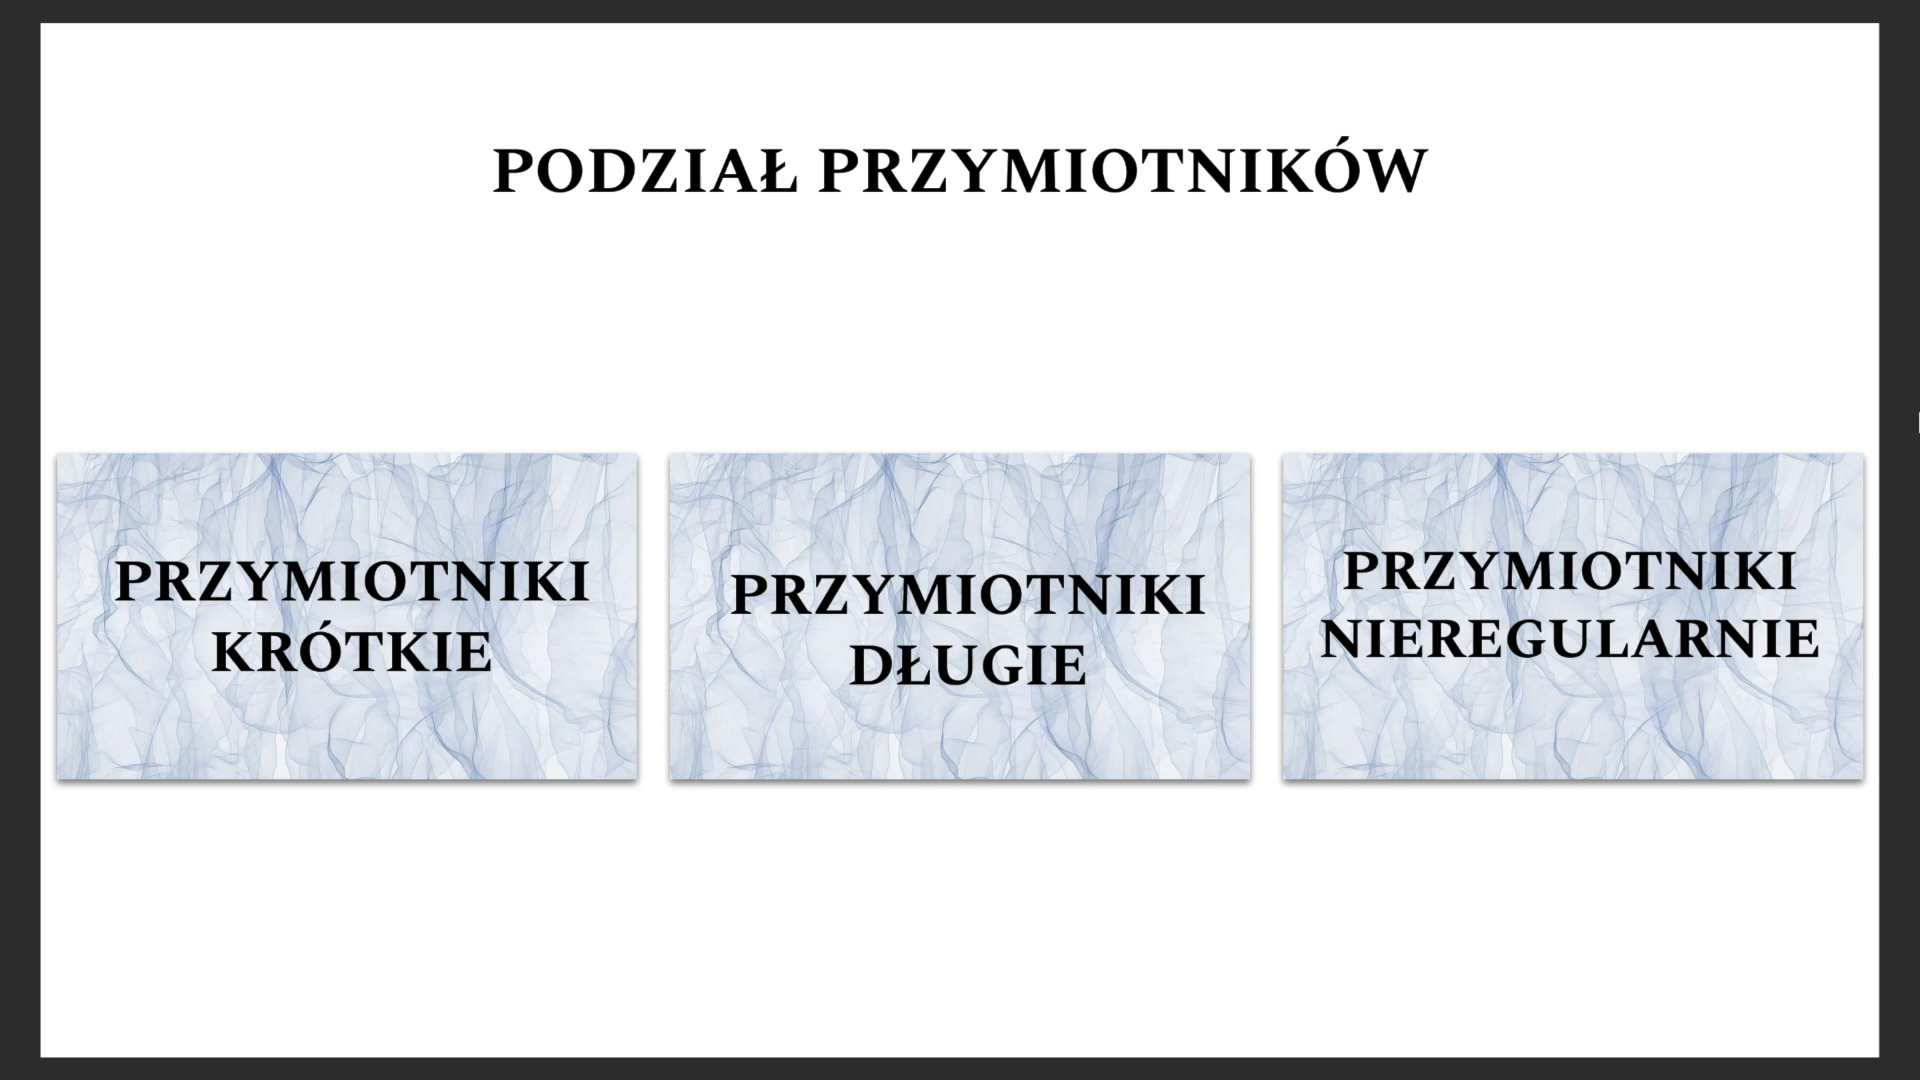 PODZIAŁ PRZYMIOTNIKÓW
PRZYMIOTNIKI
KRÓTKIE
PRZYMIOTNIKI
DŁUGIE
PRZYMIOTNIKI
NIEREGULARNIE